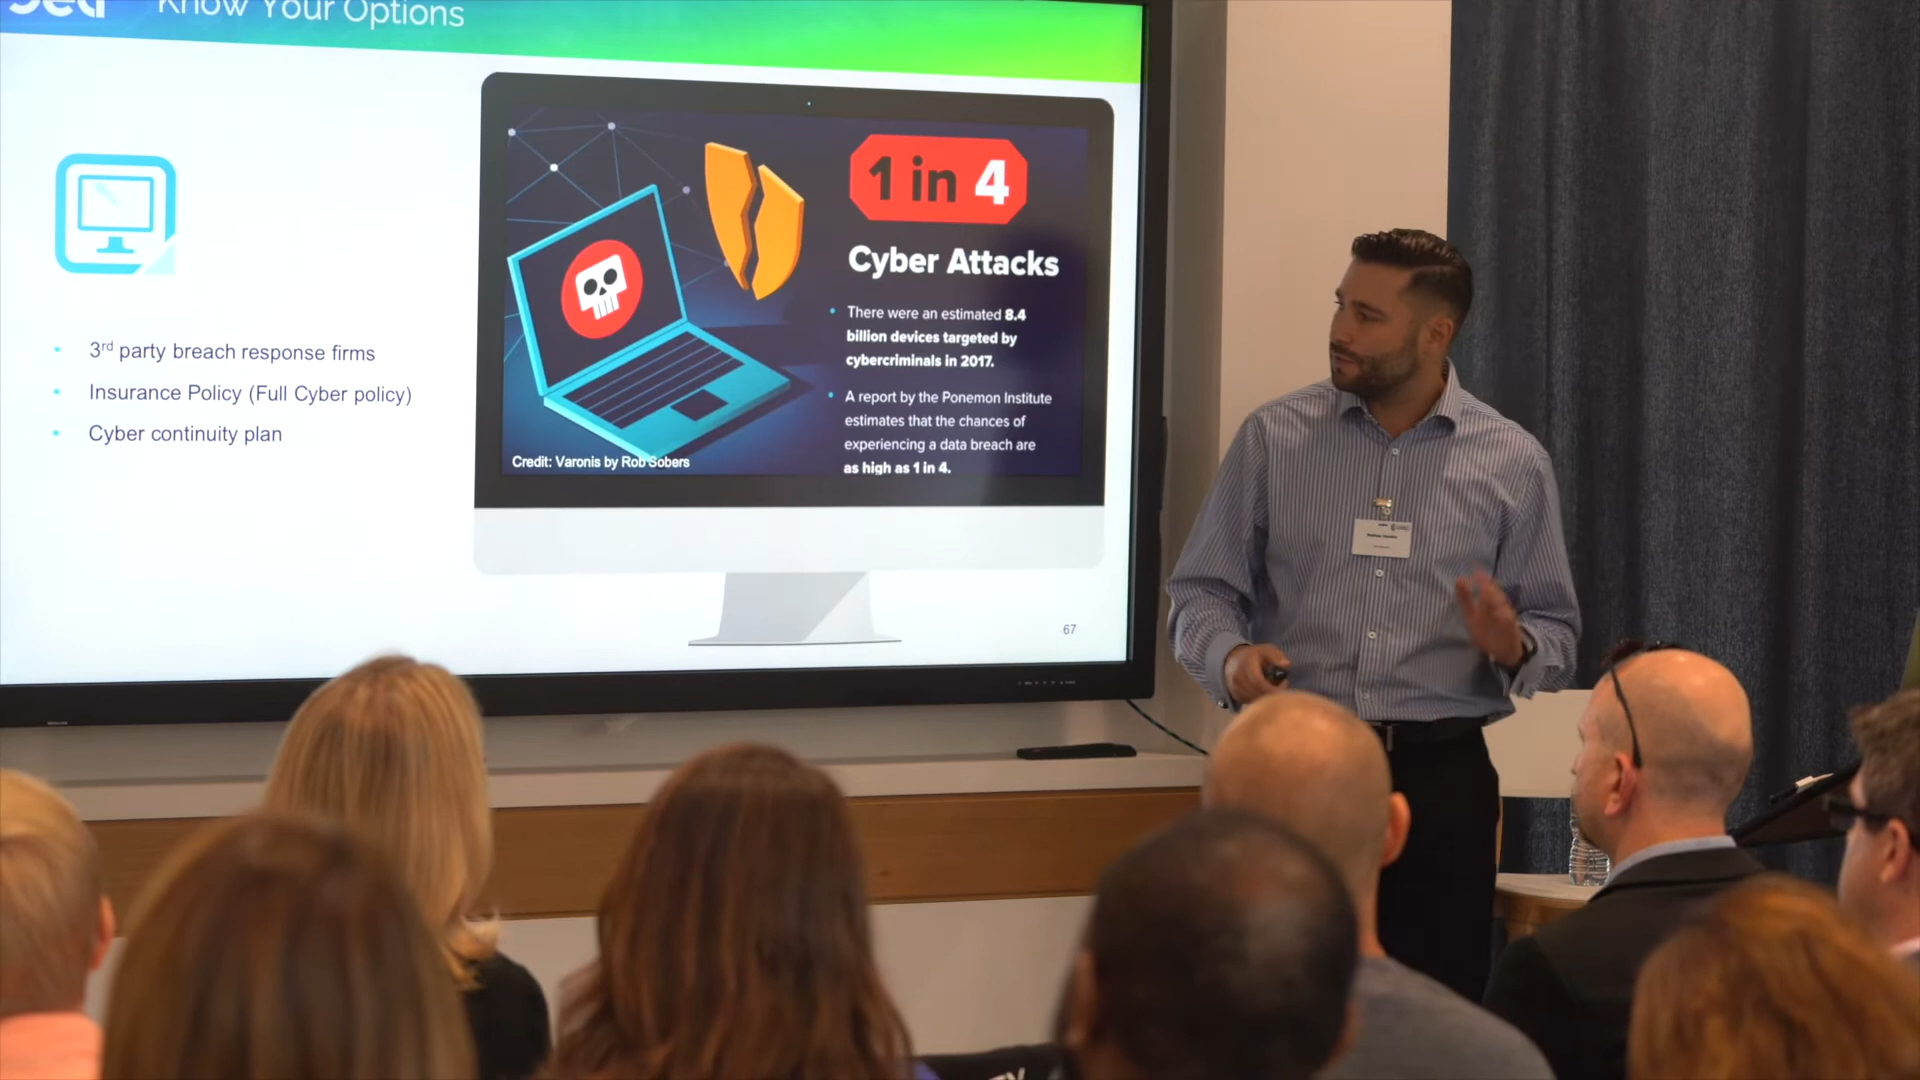 Know Your Options
1 in 4
Cyber Attacks
• There were an estimated 8.4
billion devices targeted by
cybercriminals in 2017.
• A report by the Ponemon Institute
estimates that the chances of
experiencing a data breach are
as high as 1 in 4.
Credit: Varonis by Rob Sobers
• 3rd party breach response firms
• Insurance Policy (Full Cyber policy)
• Cyber continuity plan
67